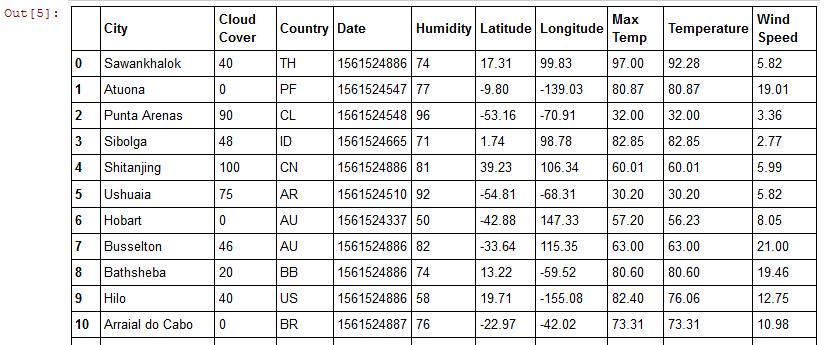 Out[5]:
City Cloud Cover Country Date Humidity Latitude Longitude Max Temp Temperature Wind Speed
0 Sawankhalok 40 TH 1561524886 74 17.31 99.83 97.00 92.28 5.82
1 Atuona 0 PF 1561524547 77 -9.80 -139.03 80.87 80.87 19.01
2 Punta Arenas 90 CL 1561524548 96 -53.16 -70.91 32.00 32.00 3.36
3 Sibolga 48 ID 1561524665 71 1.74 98.78 82.85 82.85 2.77
4 Shitanjing 100 CN 1561524886 81 39.23 106.34 60.01 60.01 5.99
5 Ushuaia 75 AR 1561524510 92 -54.81 -68.31 30.20 30.20 5.82
6 Hobart 0 AU 1561524337 50 -42.88 147.33 57.20 56.23 8.05
7 Busselton 46 AU 1561524886 82 -33.64 115.35 63.00 63.00 21.00
8 Bathsheba 20 BB 1561524886 74 13.22 -59.52 80.60 80.60 19.46
9 Hilo 40 US 1561524886 58 19.71 -155.08 82.40 76.06 12.75
10 Arraial do Cabo 0 BR 1561524887 76 -22.97 -42.02 73.31 73.31 10.98